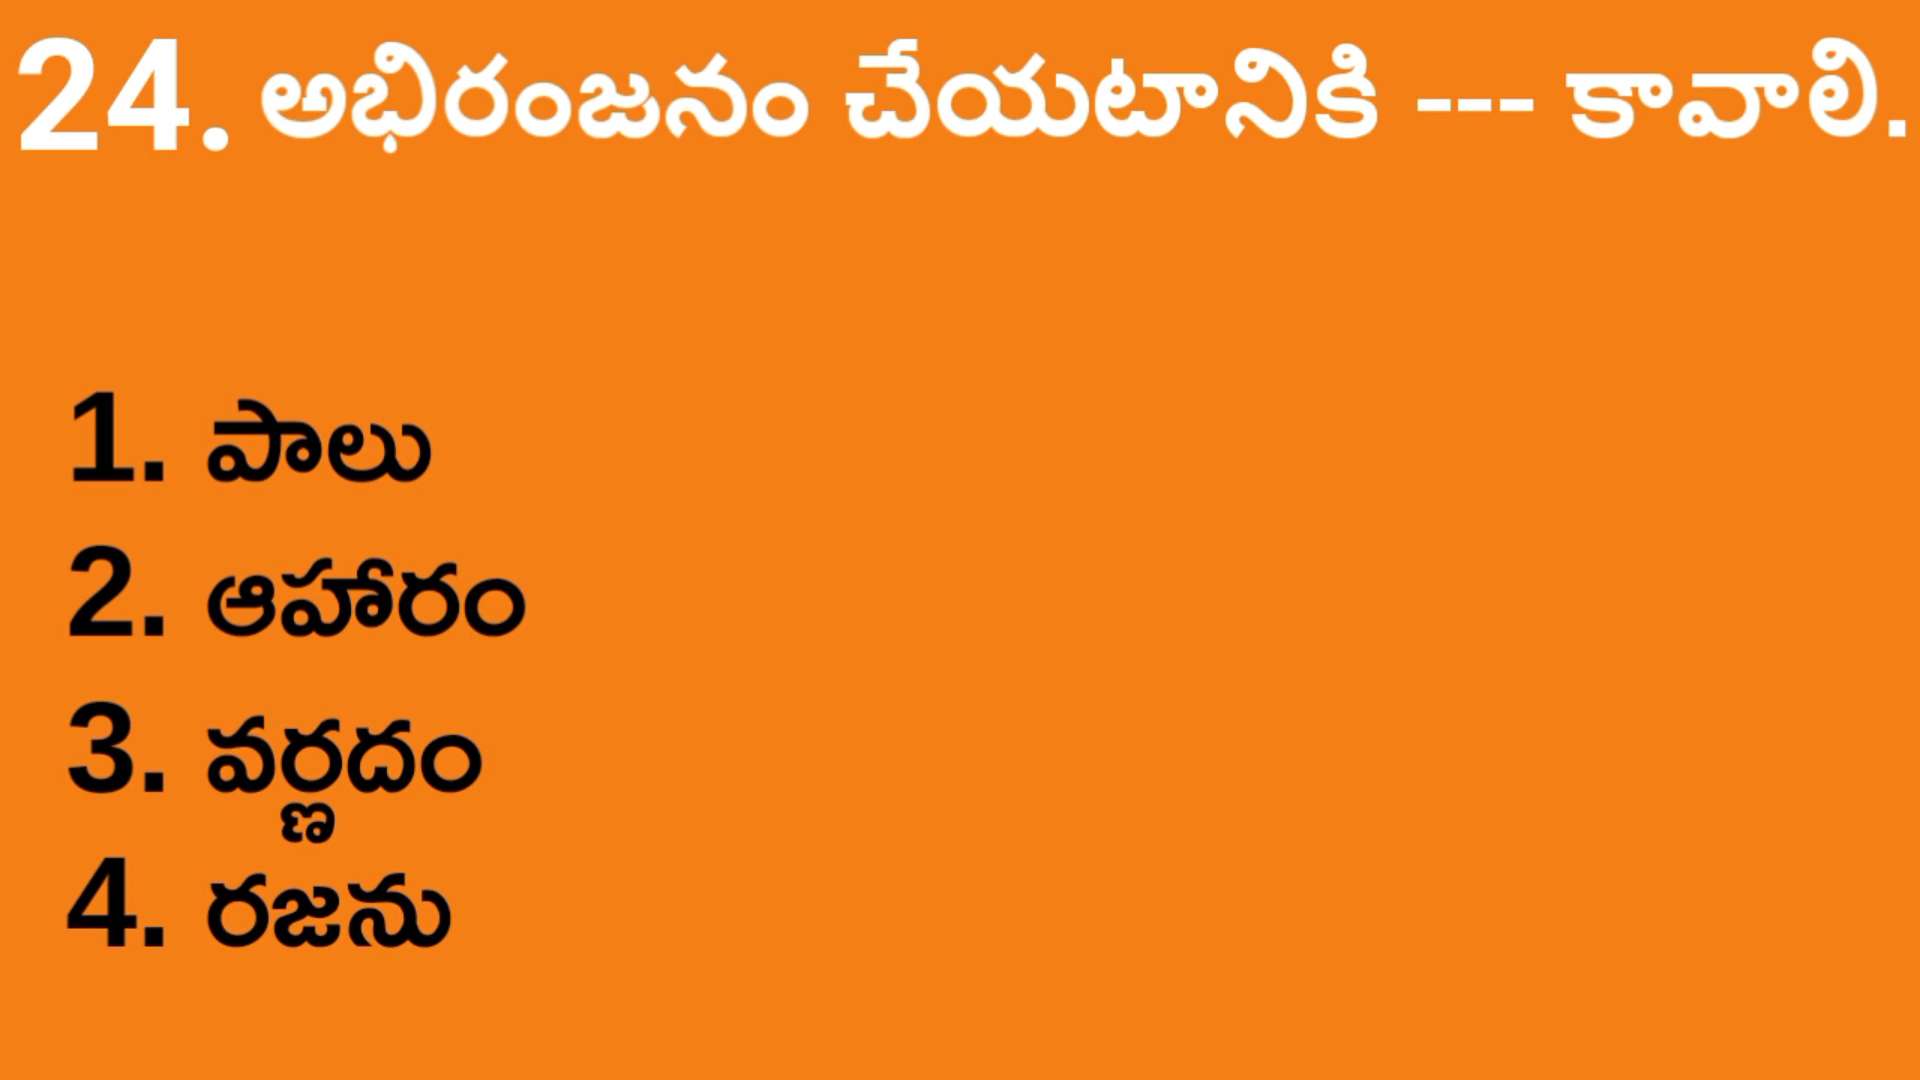 24. అభిరంజనం చేయటానికి --- కావాలి.
1. పాలు
2. ఆహారం
3. వర్ణదం
4. రజను